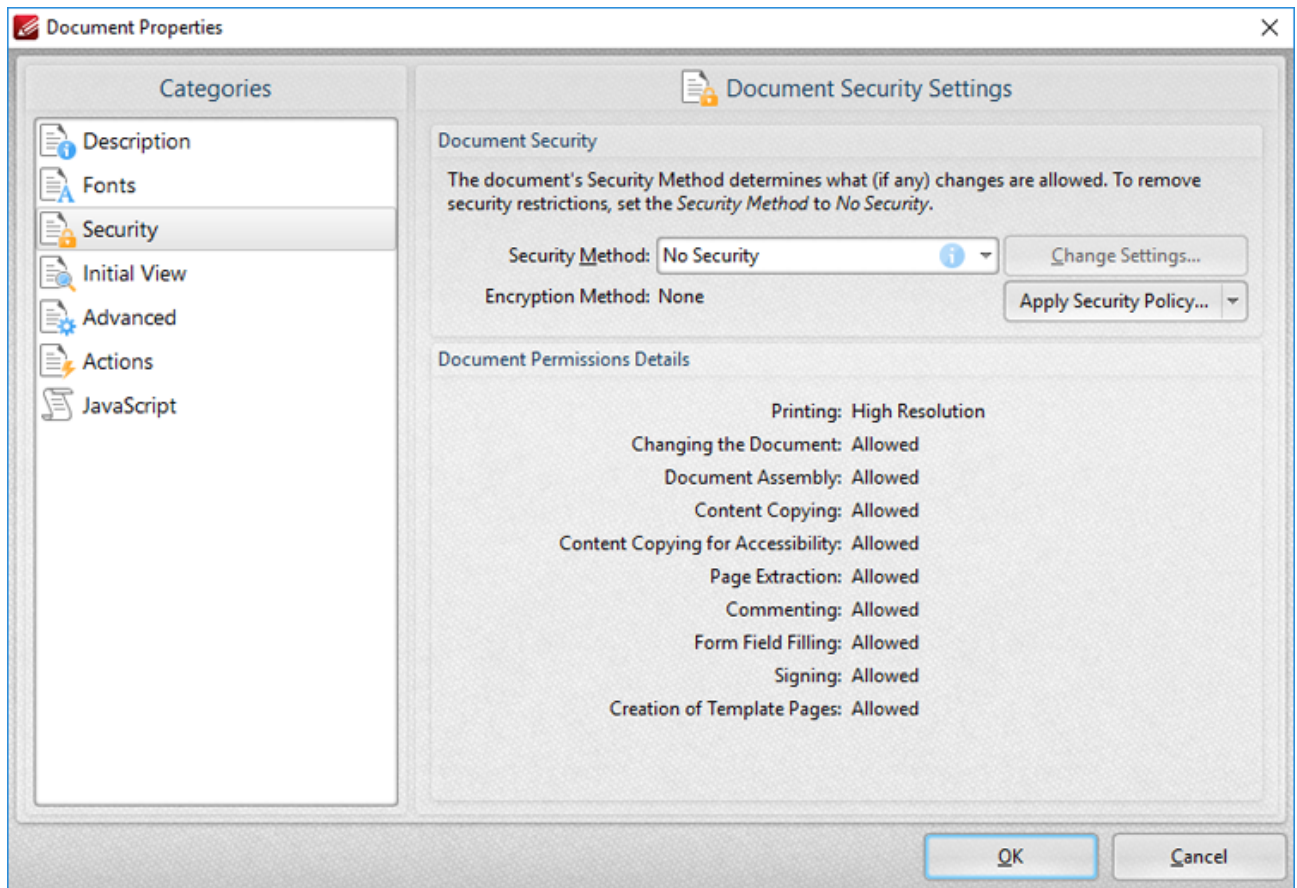 Document Properties
Categories
Description
Fonts
Security
Initial View
Advanced
Actions
JavaScript
Document Security Settings
Document Security
The document's Security Method determines what (if any) changes are allowed. To remove
security restrictions, set the Security Method to No Security.
Security Method: No Security Change Settings...
Encryption Method: None Apply Security Policy...
Document Permissions Details
Printing: High Resolution
Changing the Document: Allowed
Document Assembly: Allowed
Content Copying: Allowed
Content Copying for Accessibility: Allowed
Page Extraction: Allowed
Commenting: Allowed
Form Field Filling: Allowed
Signing: Allowed
Creation of Template Pages: Allowed
OK Cancel